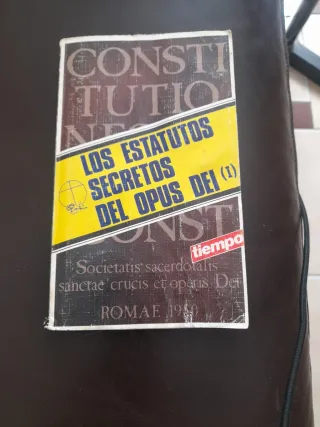 CONSTI
TUTIO
NE
LOS ESTATUTOS
SECRETOS
DEL OPUS DEI (1)
CONST
tiempo
Societatis sacerdotalis
sanctae crucis et operis Dei
ROMAE